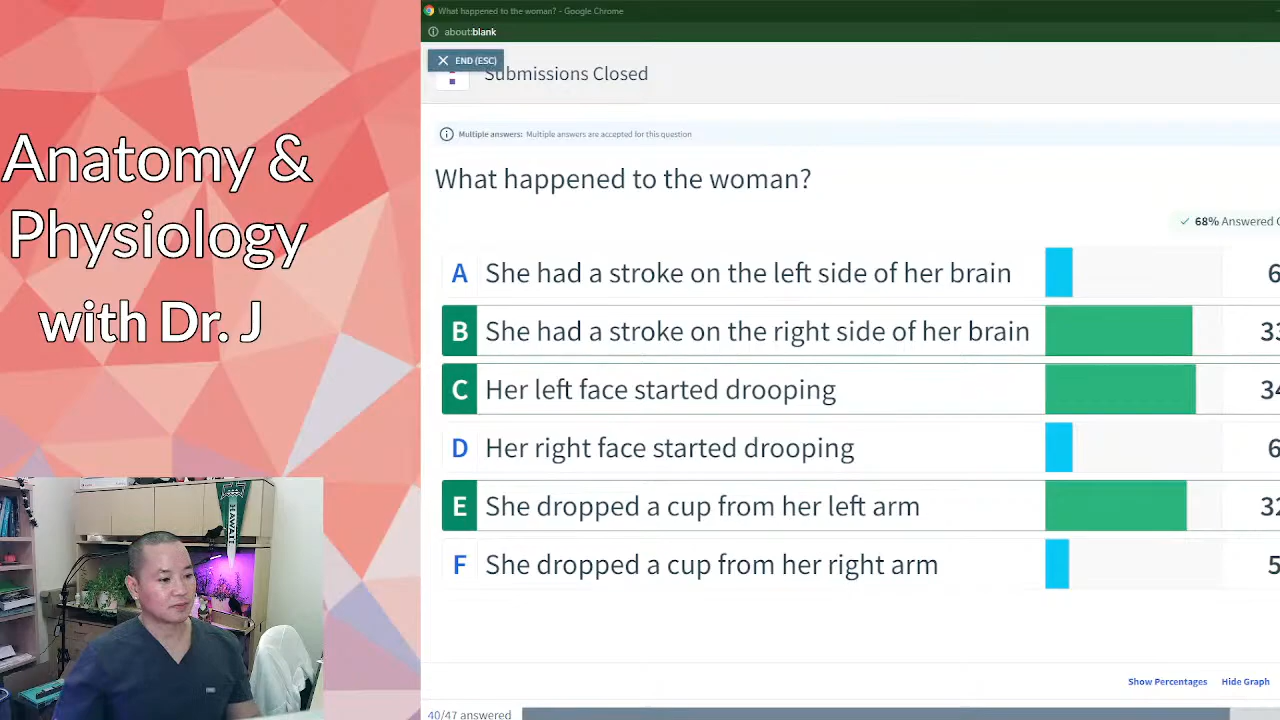 Anatomy &
Physiology
with Dr. J
What happened to the woman? - Google Chrome
about:blank
END (ESC)
Submissions Closed
Multiple answers: Multiple answers are accepted for this question
What happened to the woman?
68% Answered
A She had a stroke on the left side of her brain 6
B She had a stroke on the right side of her brain
C Her left face started drooping
D Her right face started drooping 6
E She dropped a cup from her left arm
F She dropped a cup from her right arm 5
Show Percentages Hide Graph
40/47 answered
HAWAII